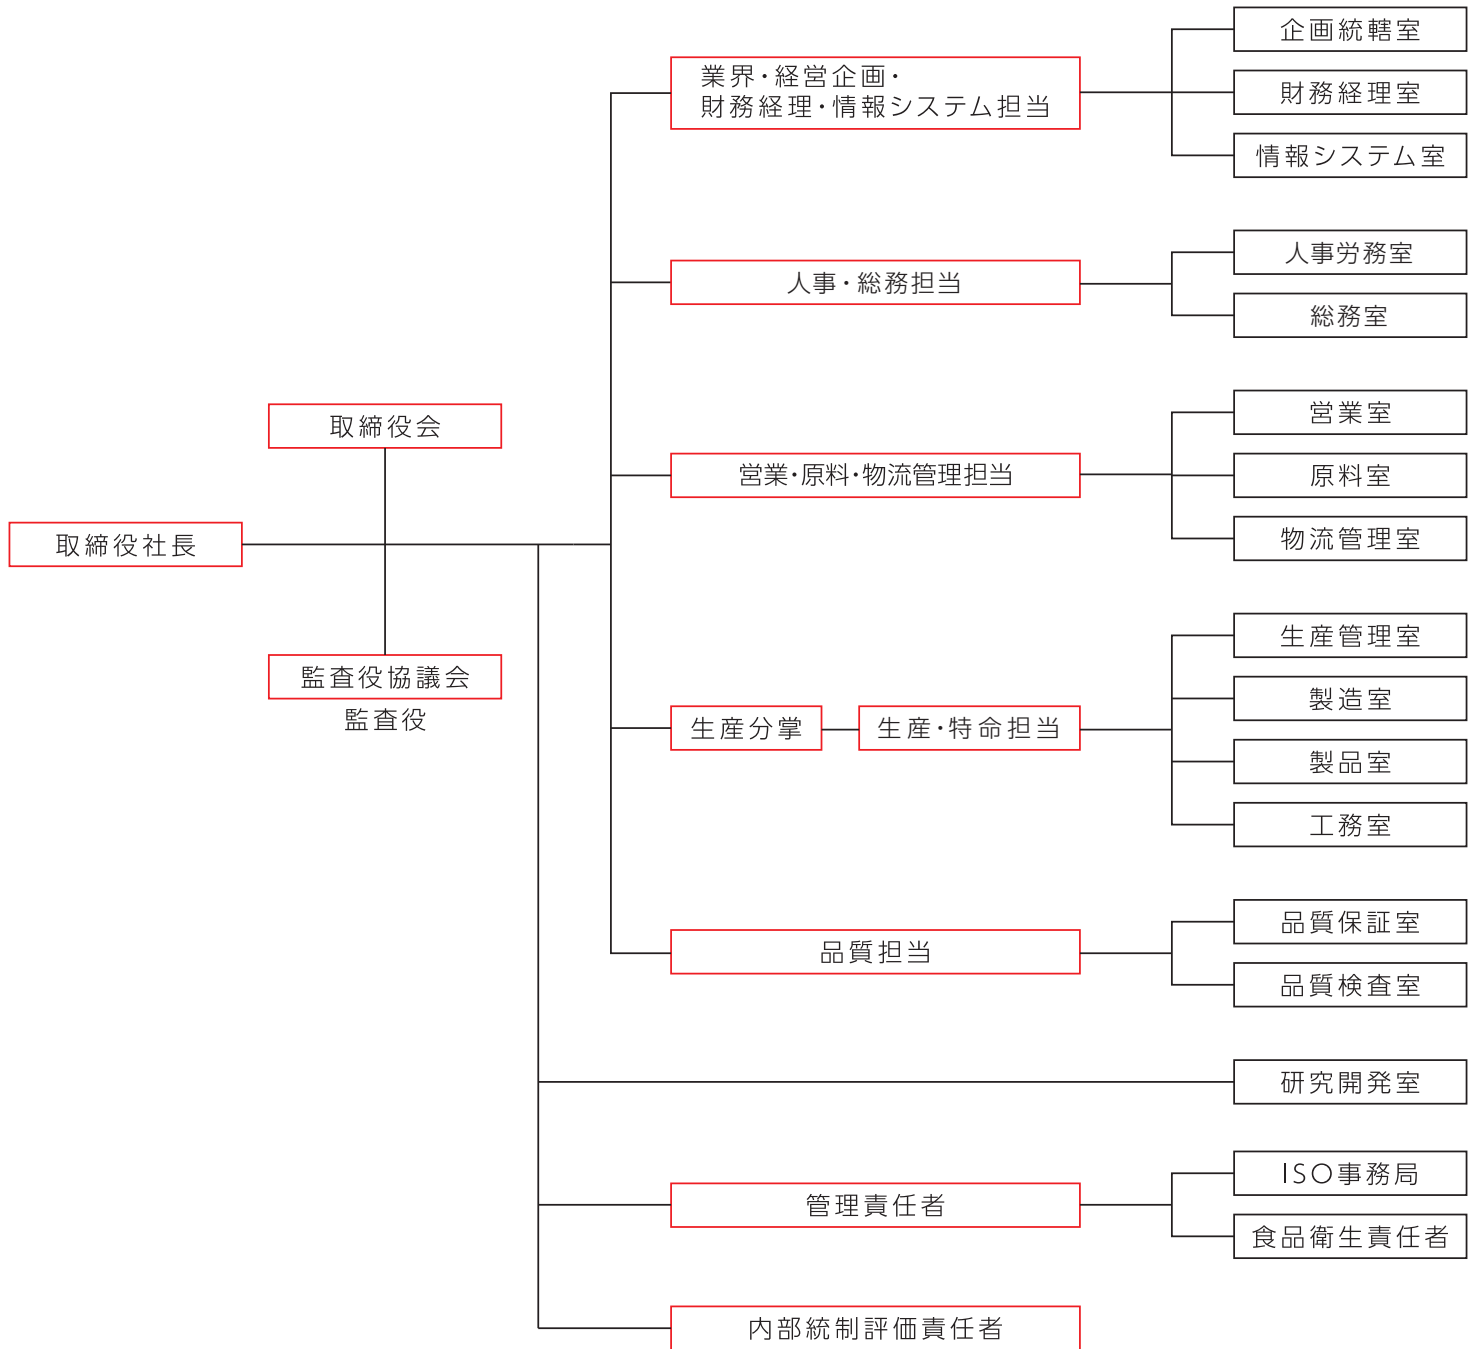 取締役社長
取締役会
監査役協議会
監査役
業界・経営企画・
財務経理・情報システム担当
企画統轄室
財務経理室
情報システム室
人事・総務担当
人事労務室
総務室
営業・原料・物流管理担当
営業室
原料室
物流管理室
生産分掌
生産・特命担当
生産管理室
製造室
製品室
工務室
品質担当
品質保証室
品質検査室
研究開発室
管理責任者
ISO事務局
食品衛生責任者
内部統制評価責任者